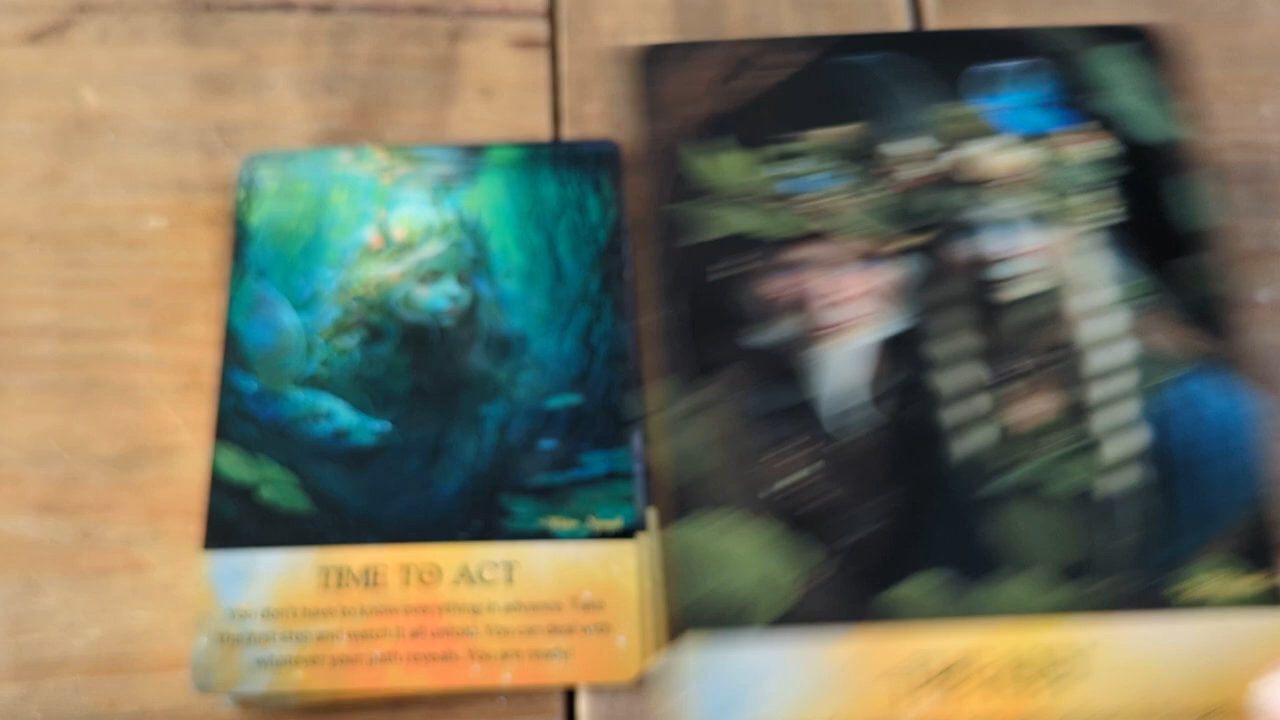 TIME TO ACT
You don't have to know everything in advance. Take
the first step and watch it all unfold. You can deal with
whatever your path reveals. You are ready!